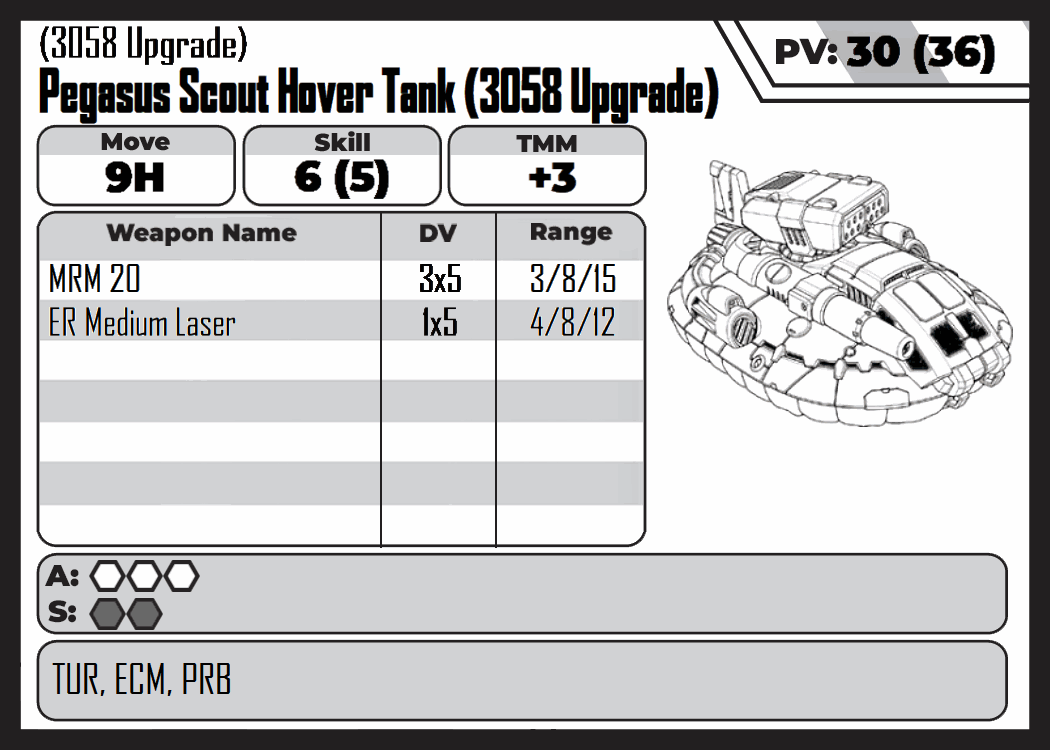 (3058 Upgrade)
PV: 30 (36)
Pegasus Scout Hover Tank (3058 Upgrade)
Move Skill TMM
9H 6 (5) +3
Weapon Name DV Range
MRM 20 3x5 3/8/15
ER Medium Laser 1x5 4/8/12
A:
S:
TUR, ECM, PRB